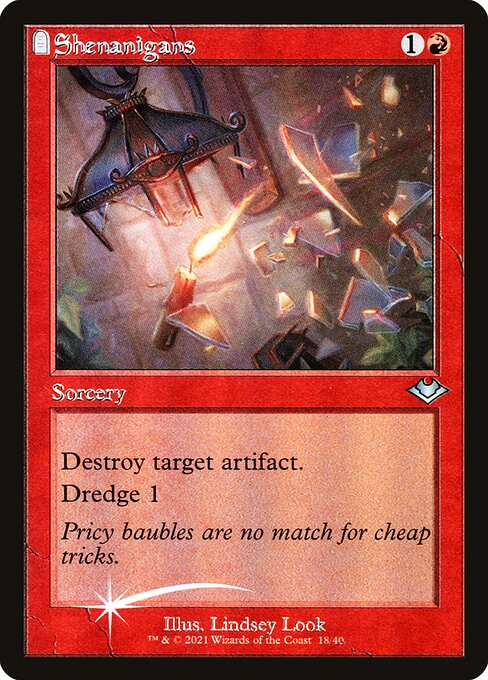 Shenanigans 1
Sorcery
Destroy target artifact.
Dredge 1
Pricy baubles are no match for cheap
tricks.
Illus. Lindsey Look
™ & © 2021 Wizards of the Coast 18/40